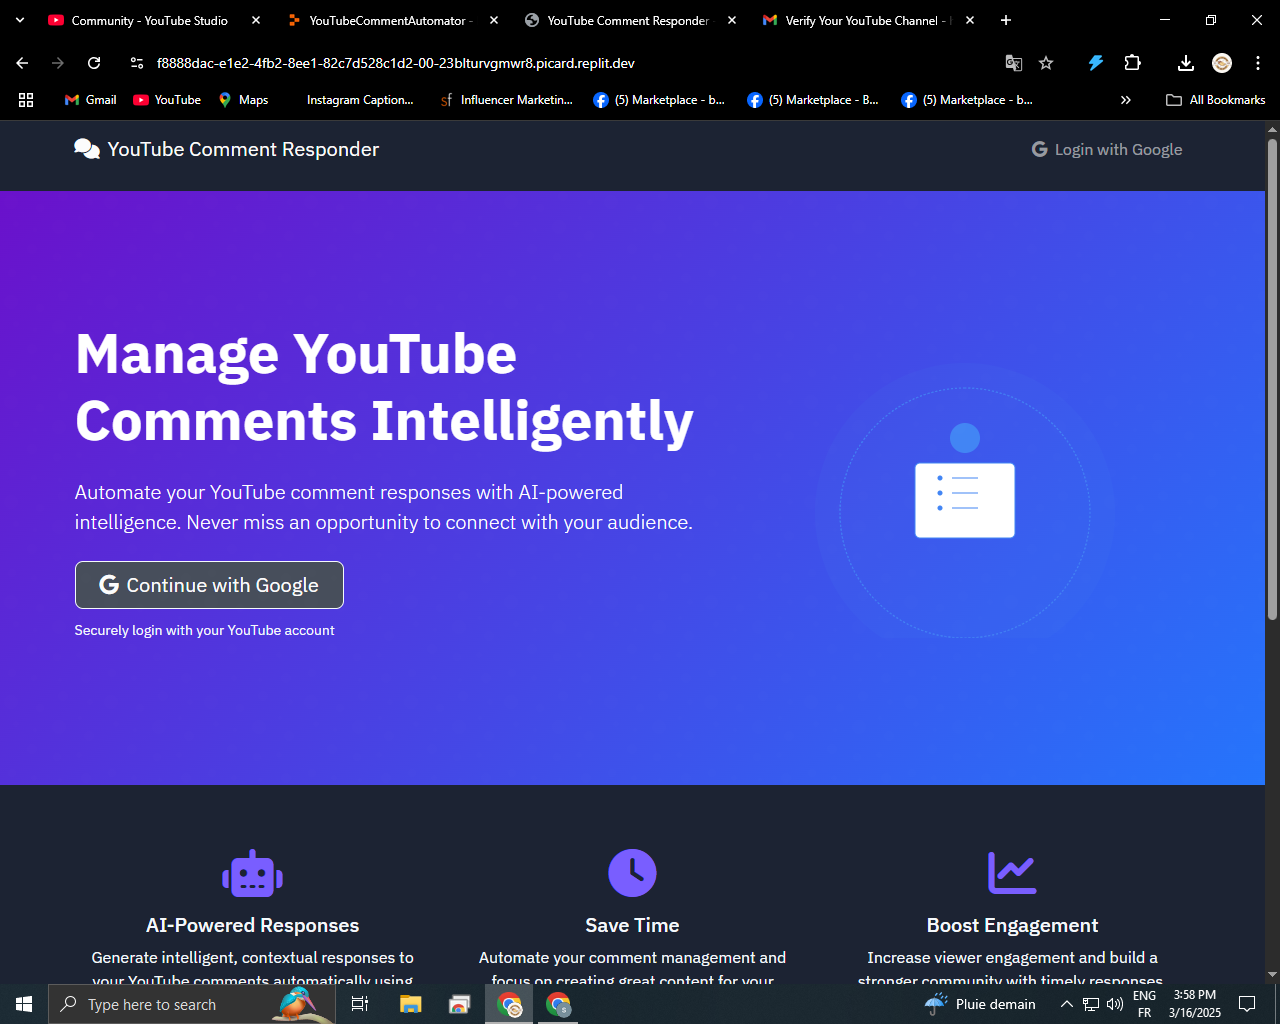 Community - YouTube Studio
YouTubeCommentAutomator -
YouTube Comment Responder
Verify Your YouTube Channel -
f8888dac-e1e2-4fb2-8ee1-82c7d528c1d2-00-23blturvgmwr8.picard.replit.dev
Gmail
YouTube
Maps
Instagram Caption...
sf Influencer Marketin...
(5) Marketplace - b...
(5) Marketplace - B...
(5) Marketplace - b...
All Bookmarks
YouTube Comment Responder
Login with Google
Manage YouTube
Comments Intelligently
Automate your YouTube comment responses with AI-powered
intelligence. Never miss an opportunity to connect with your audience.
Continue with Google
Securely login with your YouTube account
AI-Powered Responses
Generate intelligent, contextual responses to
your YouTube comments automatically using
Save Time
Automate your comment management and
focus on creating great content for your
Boost Engagement
Increase viewer engagement and build a
stronger community with timely responses
Type here to search
Pluie demain
ENG
FR
3:58 PM
3/16/2025